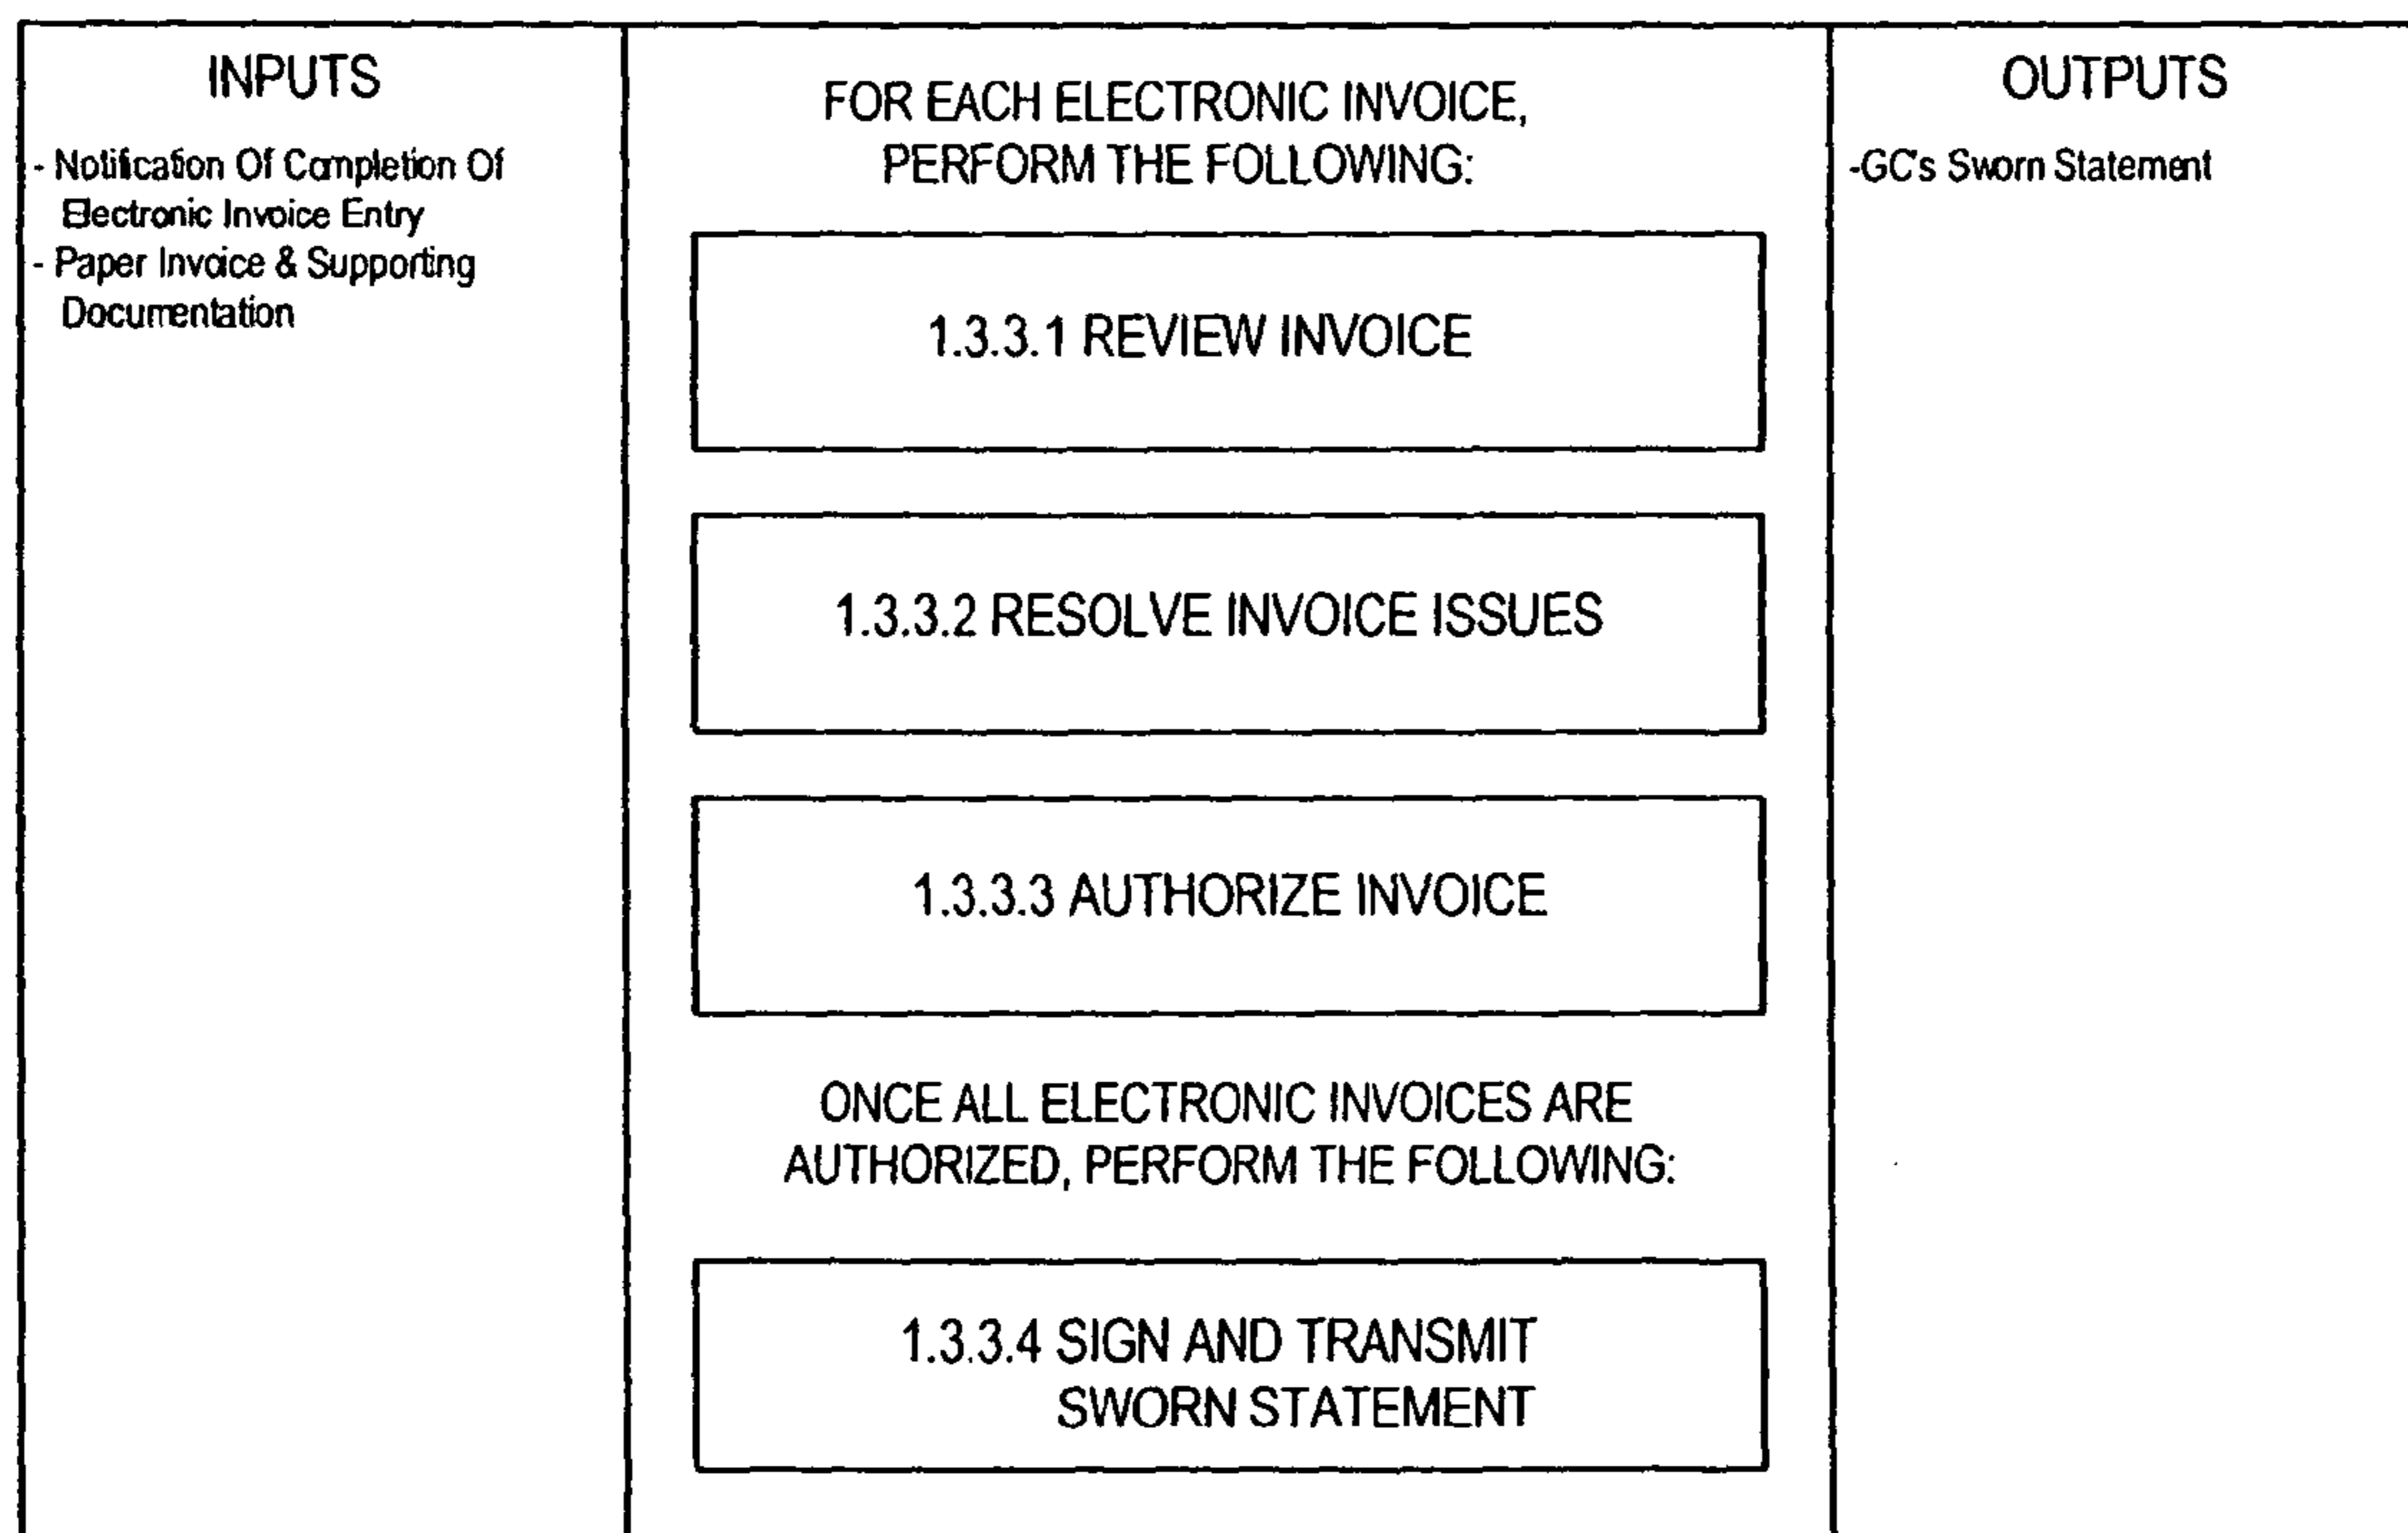 INPUTS
- Notification Of Completion Of
Electronic Invoice Entry
- Paper Invoice & Supporting
Documentation
FOR EACH ELECTRONIC INVOICE,
PERFORM THE FOLLOWING:
1.3.3.1 REVIEW INVOICE
1.3.3.2 RESOLVE INVOICE ISSUES
1.3.3.3 AUTHORIZE INVOICE
ONCE ALL ELECTRONIC INVOICES ARE
AUTHORIZED, PERFORM THE FOLLOWING:
1.3.3.4 SIGN AND TRANSMIT
SWORN STATEMENT
OUTPUTS
-GC's Sworn Statement